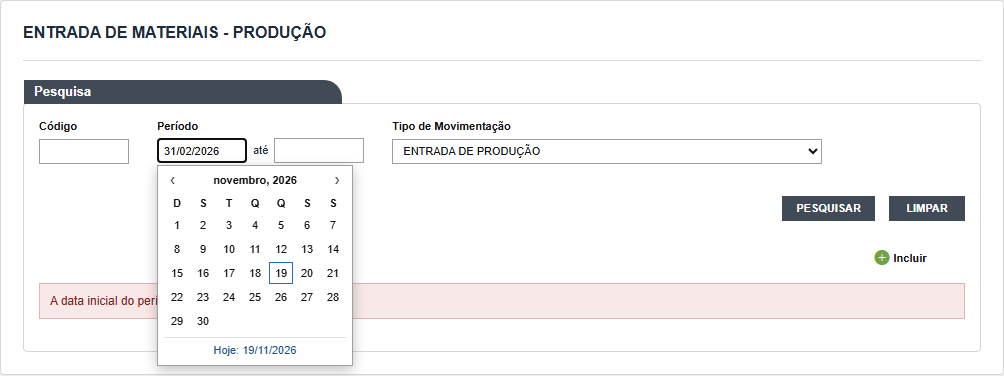 ENTRADA DE MATERIAIS - PRODUÇÃO
Pesquisa
Código Período Tipo de Movimentação
31/02/2026 até ENTRADA DE PRODUÇÃO
‹ novembro, 2026 ›
D S T Q Q S S
1 2 3 4 5 6 7
8 9 10 11 12 13 14
15 16 17 18 19 20 21
22 23 24 25 26 27 28
29 30
Hoje: 19/11/2026
PESQUISAR LIMPAR
Incluir
A data inicial do